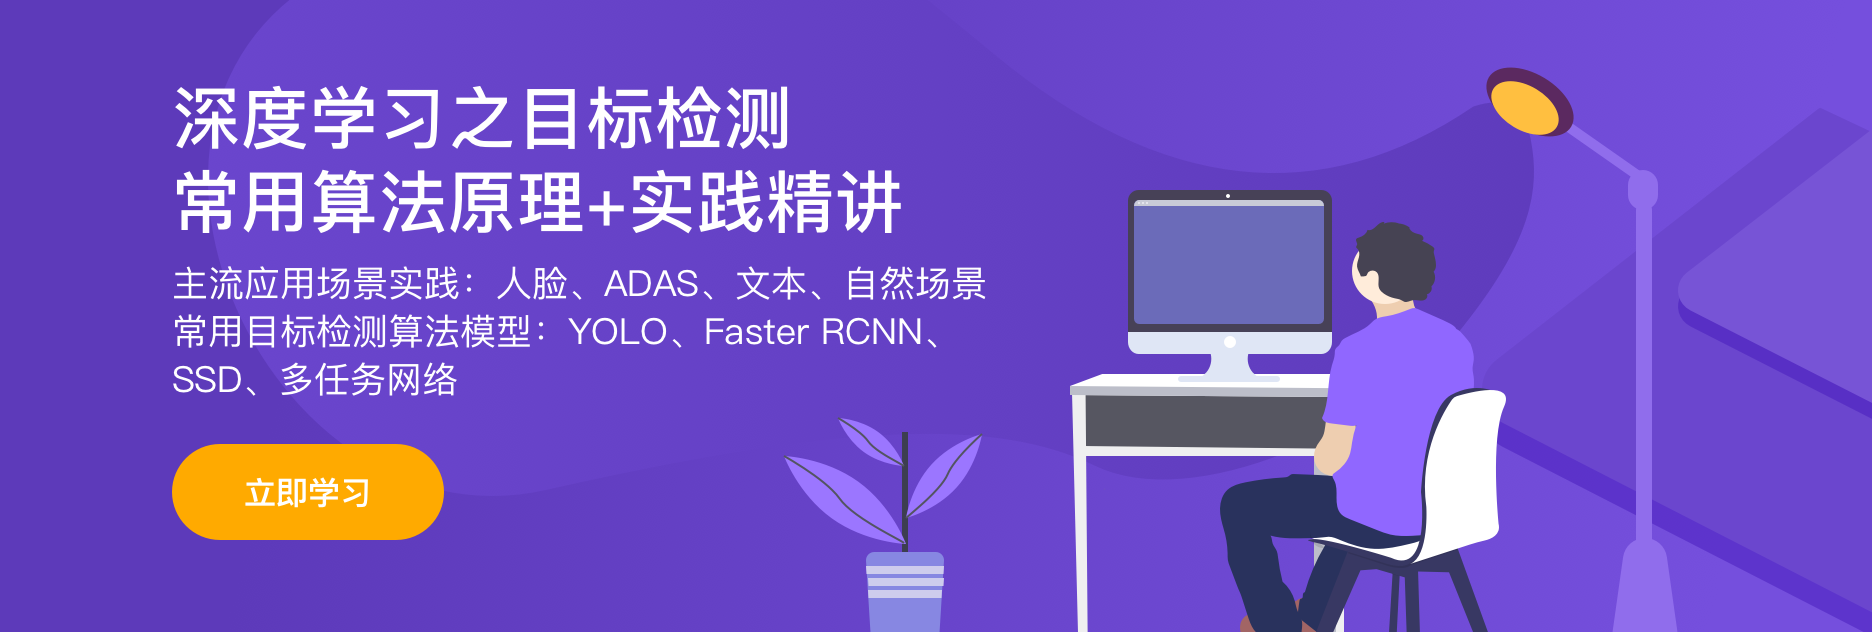 深度学习之目标检测
常用算法原理+实践精讲
主流应用场景实践：人脸、ADAS、文本、自然场景
常用目标检测算法模型：YOLO、Faster RCNN、
SSD、多任务网络
立即学习